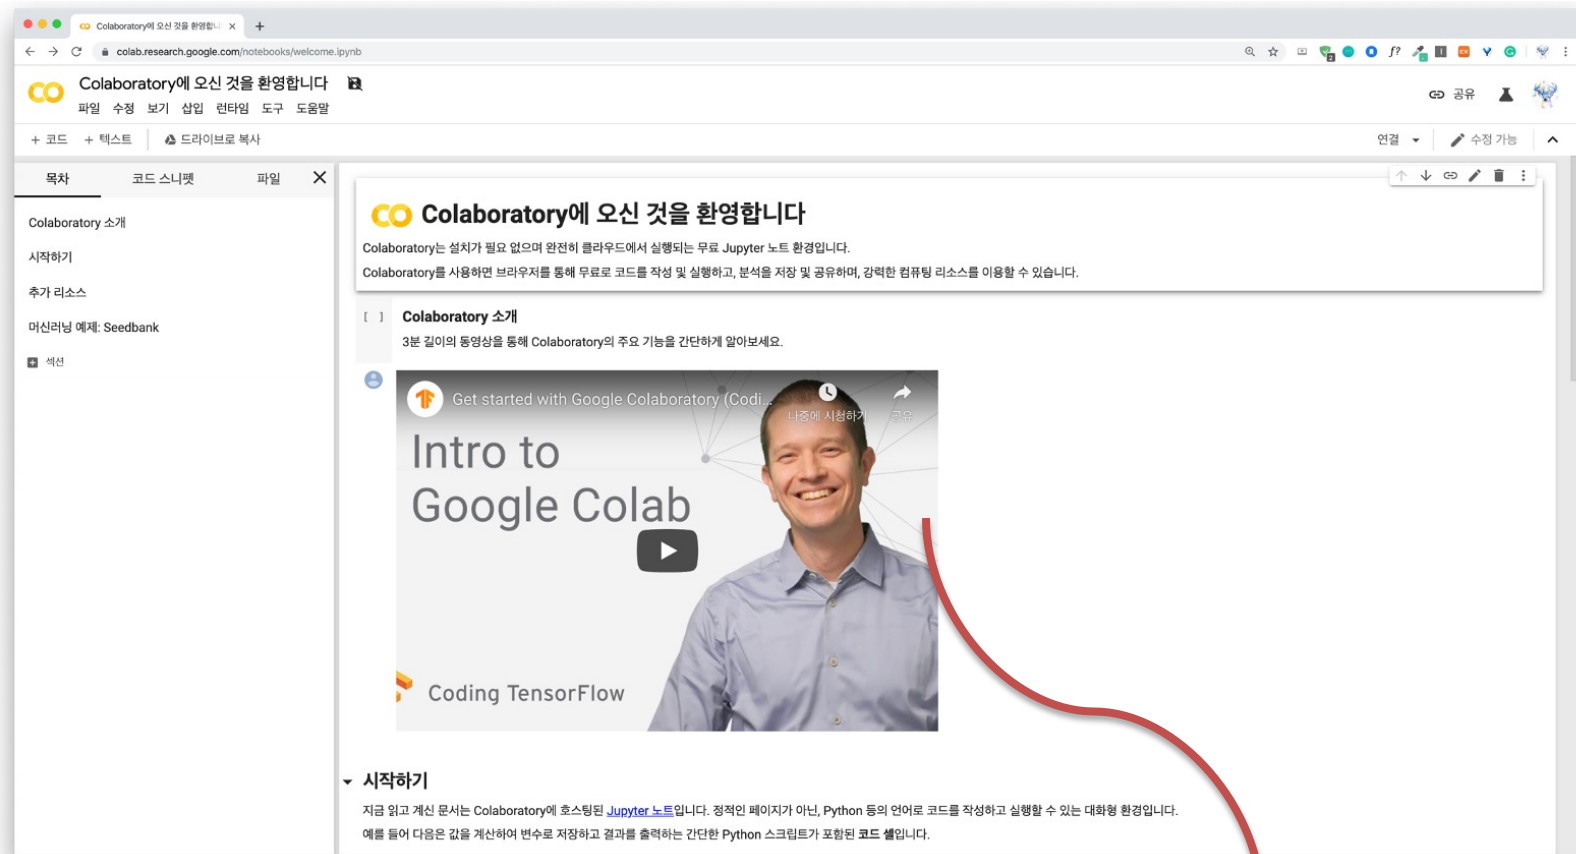 Colaboratory에 오신 것을 환영합니
colab.research.google.com/notebooks/welcome.ipynb
Colaboratory에 오신 것을 환영합니다
파일 수정 보기 삽입 런타임 도구 도움말
공유
+ 코드 + 텍스트 드라이브로 복사
연결 수정 가능
목차 코드 스니펫 파일
Colaboratory 소개
시작하기
추가 리소스
머신러닝 예제: Seedbank
섹션
CO Colaboratory에 오신 것을 환영합니다
Colaboratory는 설치가 필요 없으며 완전히 클라우드에서 실행되는 무료 Jupyter 노트 환경입니다.
Colaboratory를 사용하면 브라우저를 통해 무료로 코드를 작성 및 실행하고, 분석을 저장 및 공유하며, 강력한 컴퓨팅 리소스를 이용할 수 있습니다.
[ ] Colaboratory 소개
3분 길이의 동영상을 통해 Colaboratory의 주요 기능을 간단하게 알아보세요.
Get started with Google Colaboratory (Codi...
나중에 시청하기 공유
Intro to
Google Colab
Coding TensorFlow
시작하기
지금 읽고 계신 문서는 Colaboratory에 호스팅된 Jupyter 노트입니다. 정적인 페이지가 아닌, Python 등의 언어로 코드를 작성하고 실행할 수 있는 대화형 환경입니다.
예를 들어 다음은 값을 계산하여 변수로 저장하고 결과를 출력하는 간단한 Python 스크립트가 포함된 코드 셀입니다.